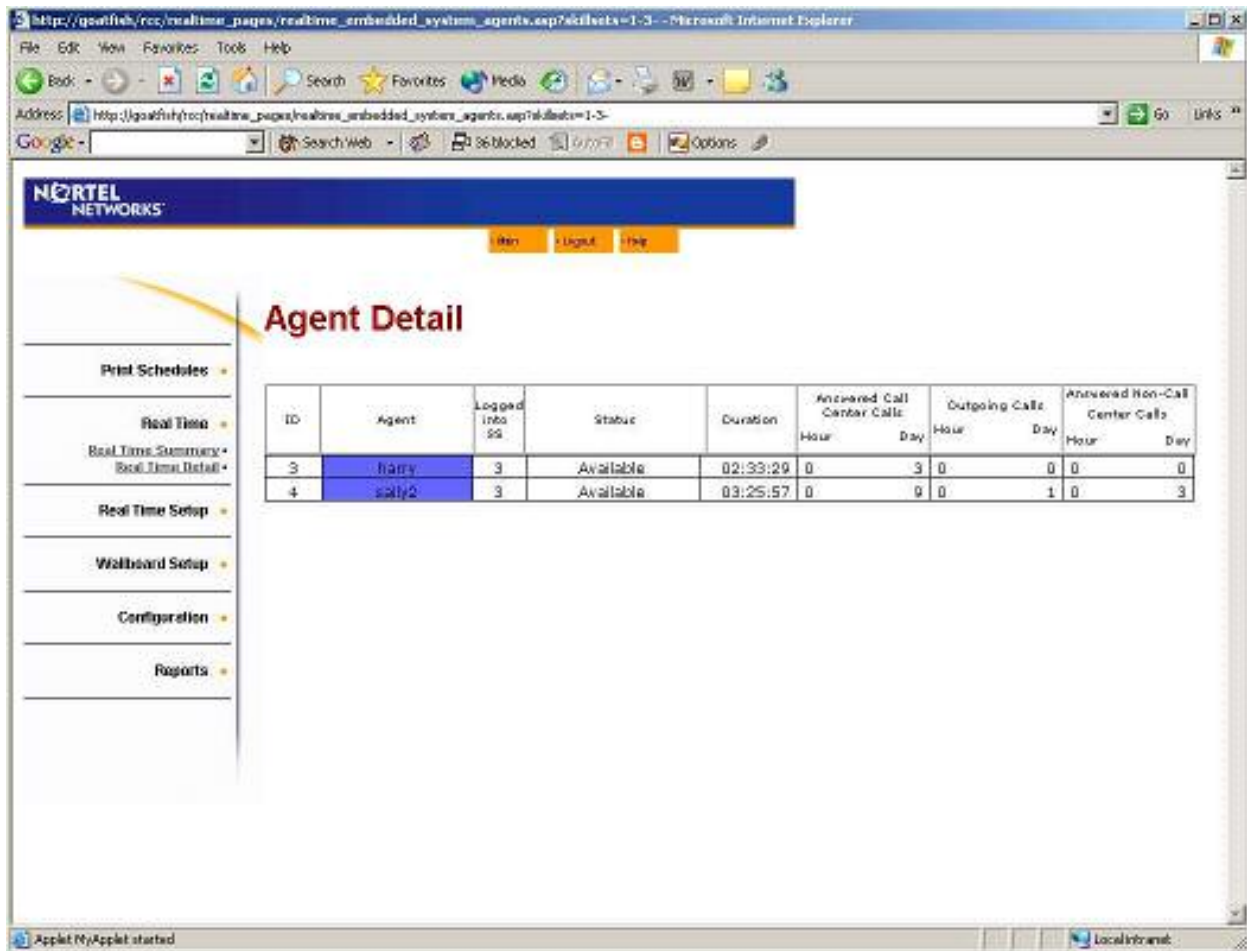 http://goatfish/rcc/realtime_pages/realtime_embedded_system_agents.asp?skillsets=1-3- - Microsoft Internet Explorer
File Edit View Favorites Tools Help
Back Search Favorites Media
Address http://goatfish/rcc/realtime_pages/realtime_embedded_system_agents.asp?skillsets=1-3- Go Links »
Google Search Web 36 blocked AutoFill Options
NORTEL
NETWORKS
Main Logout Help
Agent Detail
Print Schedules
Real Time
Real Time Summary
Real Time Detail
Real Time Setup
Wallboard Setup
Configuration
Reports
ID Agent Logged into SS Status Duration Answered Call Center Calls Hour Day Outgoing Calls Hour Day Answered Non-Call Center Calls Hour Day
3 harry 3 Available 02:33:29 0 3 0 0 0 0
4 sally2 3 Available 03:25:57 0 9 0 1 0 3
Applet MyApplet started Local intranet